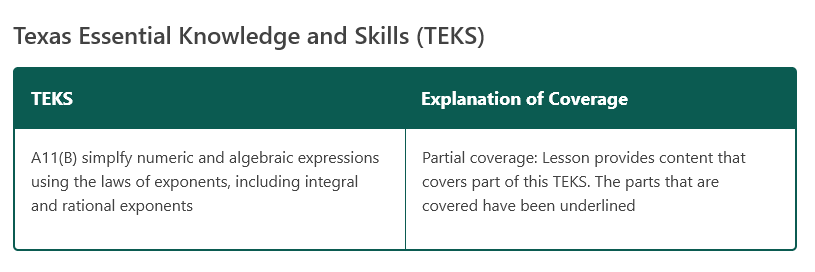 Texas Essential Knowledge and Skills (TEKS)
TEKS
Explanation of Coverage
A11(B) simplfy numeric and algebraic expressions
using the laws of exponents, including integral
and rational exponents
Partial coverage: Lesson provides content that
covers part of this TEKS. The parts that are
covered have been underlined